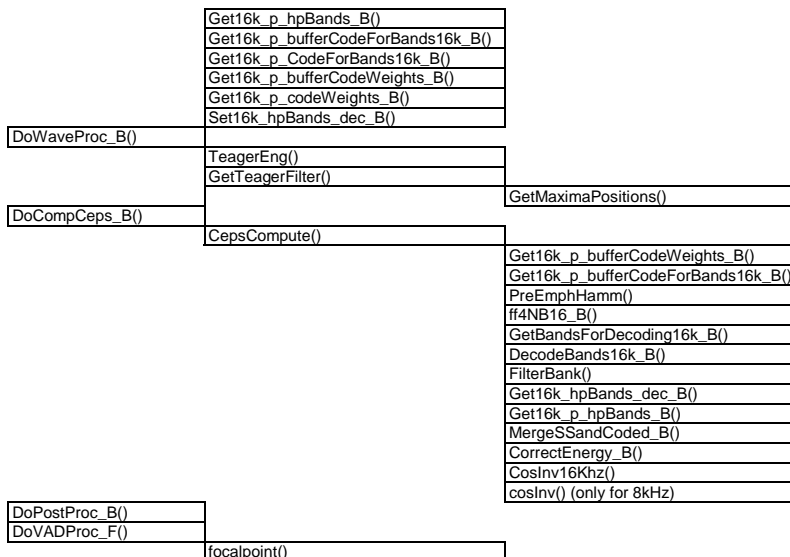 Get16k_p_hpBands_B()
Get16k_p_bufferCodeForBands16k_B()
Get16k_p_CodeForBands16k_B()
Get16k_p_bufferCodeWeights_B()
Get16k_p_codeWeights_B()
Set16k_hpBands_dec_B()
DoWaveProc_B()
TeagerEng()
GetTeagerFilter()
GetMaximaPositions()
DoCompCeps_B()
CepsCompute()
Get16k_p_bufferCodeWeights_B()
Get16k_p_bufferCodeForBands16k_B()
PreEmphHamm()
ff4NB16_B()
GetBandsForDecoding16k_B()
DecodeBands16k_B()
FilterBank()
Get16k_hpBands_dec_B()
Get16k_p_hpBands_B()
MergeSSandCoded_B()
CorrectEnergy_B()
CosInv16Khz()
cosInv() (only for 8kHz)
DoPostProc_B()
DoVADProc_F()
focalpoint()